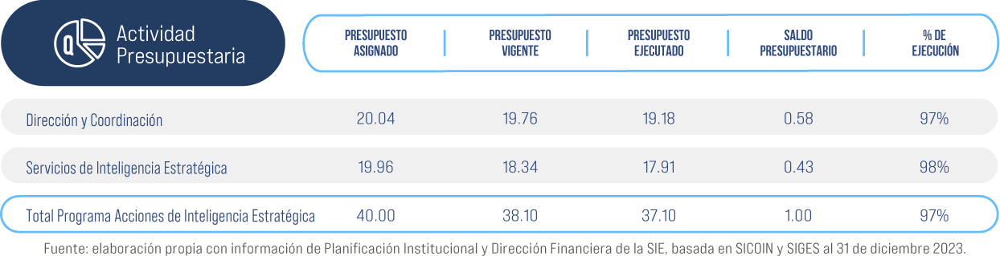 Q
Actividad
Presupuestaria
PRESUPUESTO ASIGNADO
PRESUPUESTO VIGENTE
PRESUPUESTO EJECUTADO
SALDO PRESUPUESTARIO
% DE EJECUCIÓN
Dirección y Coordinación 20.04 19.76 19.18 0.58 97%
Servicios de Inteligencia Estratégica 19.96 18.34 17.91 0.43 98%
Total Programa Acciones de Inteligencia Estratégica 40.00 38.10 37.10 1.00 97%
Fuente: elaboración propia con información de Planificación Institucional y Dirección Financiera de la SIE, basada en SICOIN y SIGES al 31 de diciembre 2023.